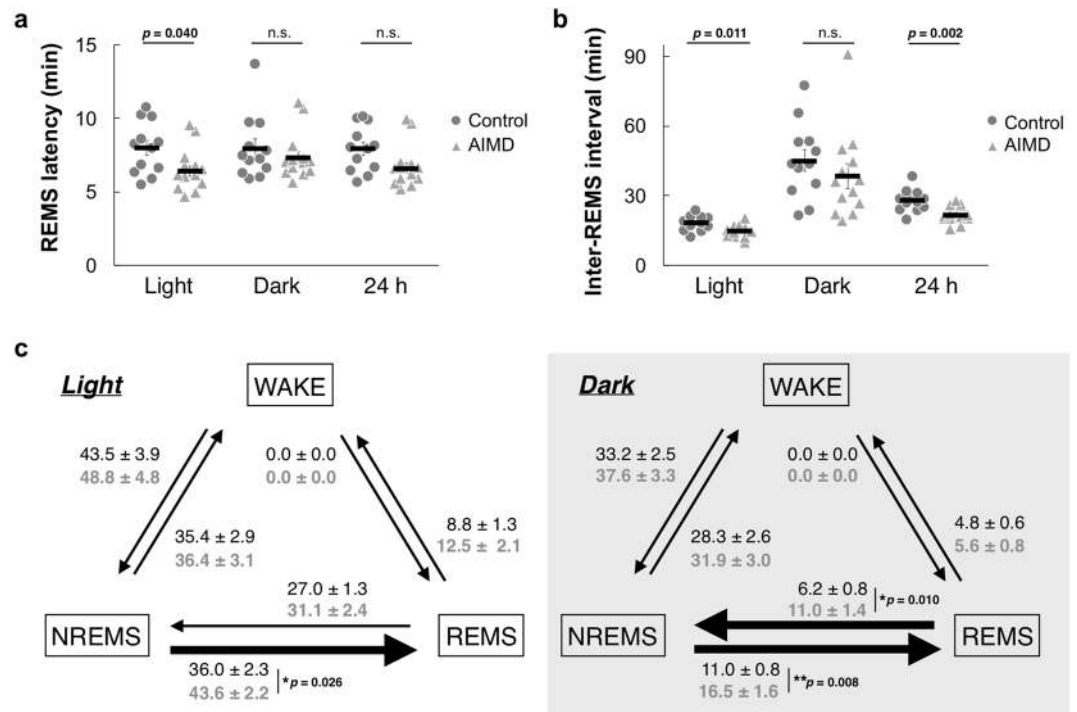 a
REMS latency (min)
15
10
5
0
p = 0.040
n.s.
n.s.
Light
Dark
24 h
Control
AIMD
b
Inter-REMS interval (min)
90
60
30
0
p = 0.011
n.s.
p = 0.002
Light
Dark
24 h
Control
AIMD
c
Light
WAKE
43.5 ± 3.9
48.8 ± 4.8
0.0 ± 0.0
0.0 ± 0.0
35.4 ± 2.9
36.4 ± 3.1
8.8 ± 1.3
12.5 ± 2.1
27.0 ± 1.3
31.1 ± 2.4
NREMS
REMS
36.0 ± 2.3
43.6 ± 2.2
*p = 0.026
Dark
WAKE
33.2 ± 2.5
37.6 ± 3.3
0.0 ± 0.0
0.0 ± 0.0
28.3 ± 2.6
31.9 ± 3.0
4.8 ± 0.6
5.6 ± 0.8
6.2 ± 0.8
11.0 ± 1.4
*p = 0.010
NREMS
REMS
11.0 ± 0.8
16.5 ± 1.6
**p = 0.008